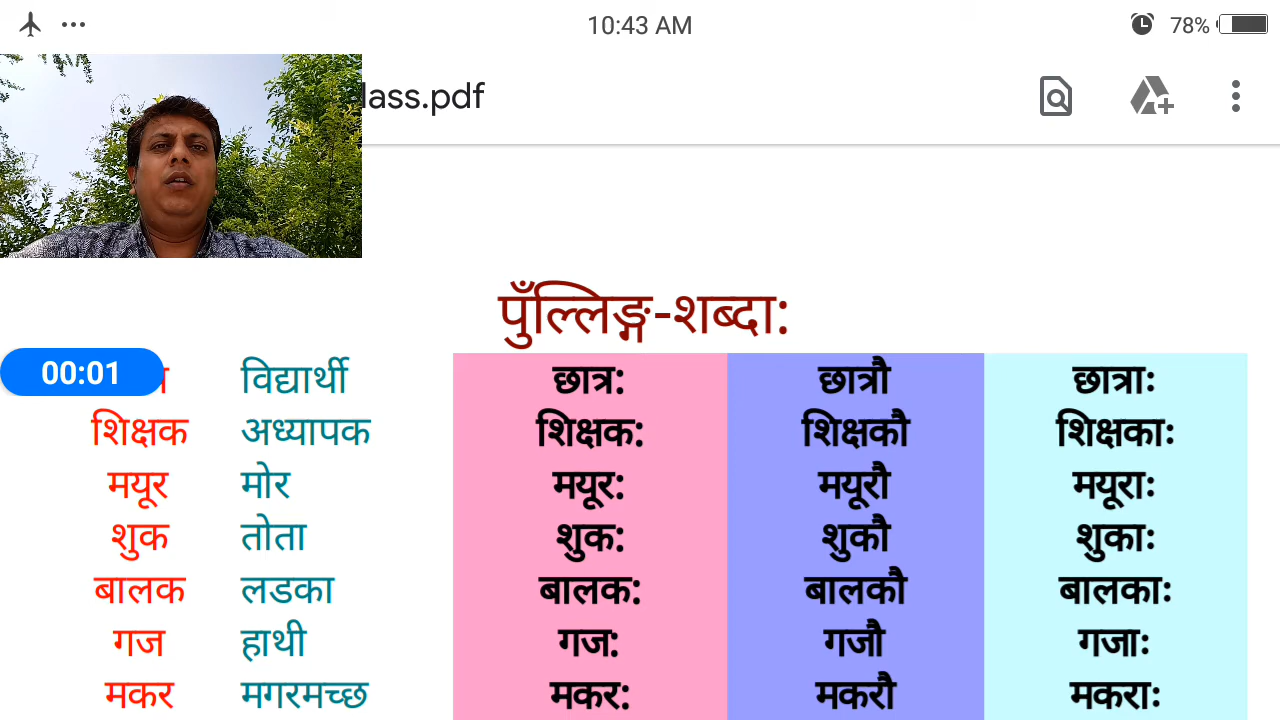 10:43 AM 78%
lass.pdf
पुँल्लिङ्ग-शब्दा:
00:01 विद्यार्थी छात्र: छात्रौ छात्राः
शिक्षक अध्यापक शिक्षक: शिक्षकौ शिक्षकाः
मयूर मोर मयूर: मयूरौ मयूराः
शुक तोता शुक: शुकौ शुकाः
बालक लडका बालक: बालकौ बालकाः
गज हाथी गज: गजौ गजाः
मकर मगरमच्छ मकर: मकरौ मकराः